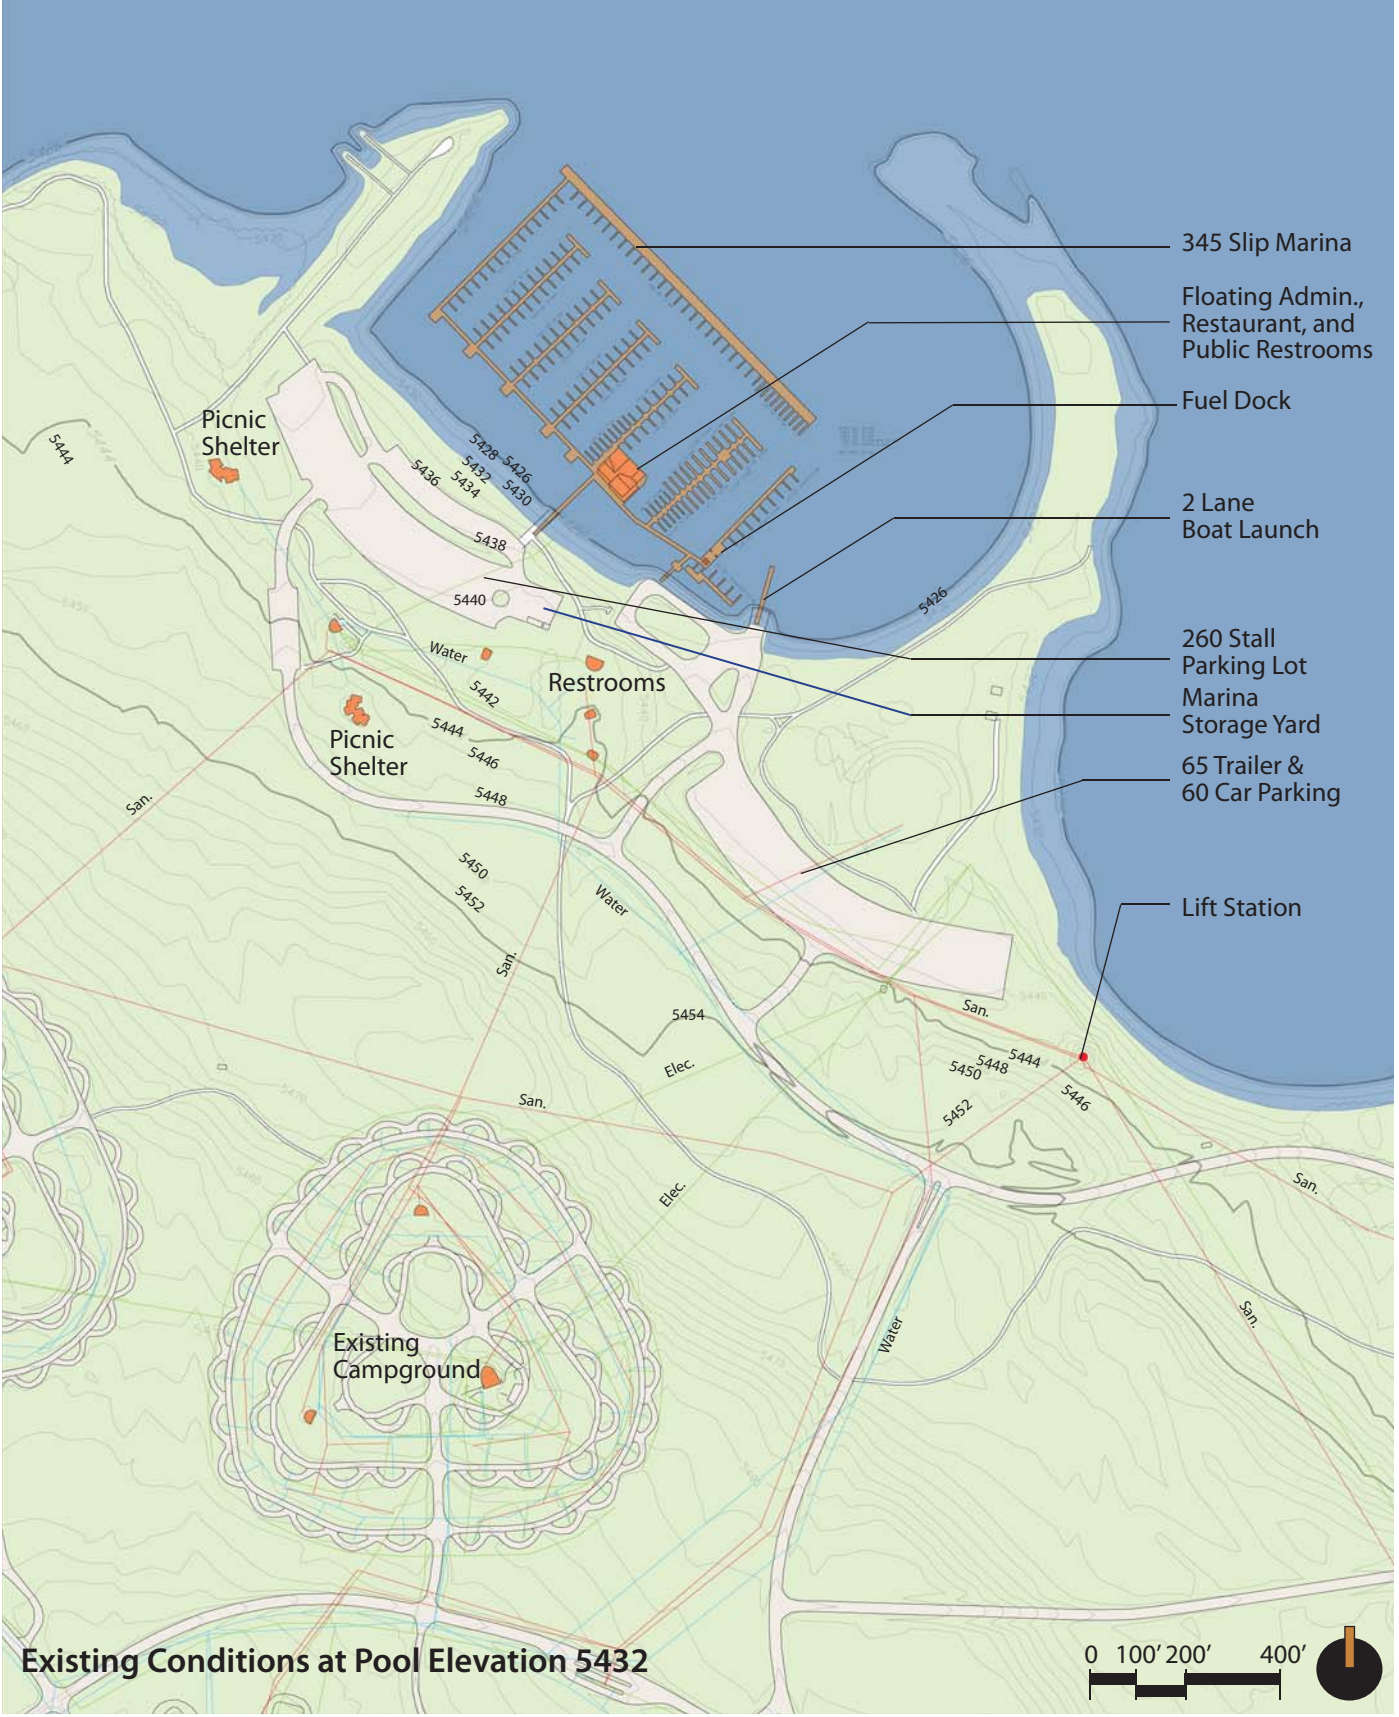 345 Slip Marina
Floating Admin.,
Restaurant, and
Public Restrooms
Fuel Dock
2 Lane
Boat Launch
260 Stall
Parking Lot
Marina
Storage Yard
65 Trailer &
60 Car Parking
Lift Station
Picnic
Shelter
5444
5428
5426
5432
5436
5434
5430
5438
5440
5426
Water
Restrooms
5442
5444
5446
5448
Picnic
Shelter
San.
5450
5452
Water
San.
5454
Elec.
San.
San.
5444
5448
5450
5446
5452
Elec.
San.
San.
Water
Existing
Campground
Existing Conditions at Pool Elevation 5432
0 100’ 200’ 400’